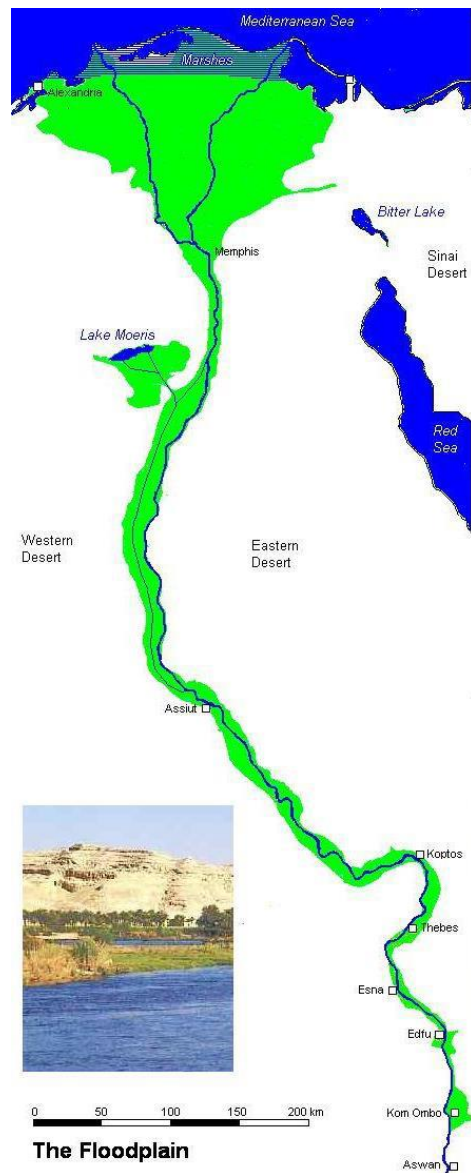 Mediterranean Sea
Marshes
Alexandria
Bitter Lake
Memphis
Sinai
Desert
Lake Moeris
Red
Sea
Western
Desert
Eastern
Desert
Assiut
Koptos
Thebes
Esna
Edfu
0 50 100 150 200 km
Kom Ombo
The Floodplain
Aswan